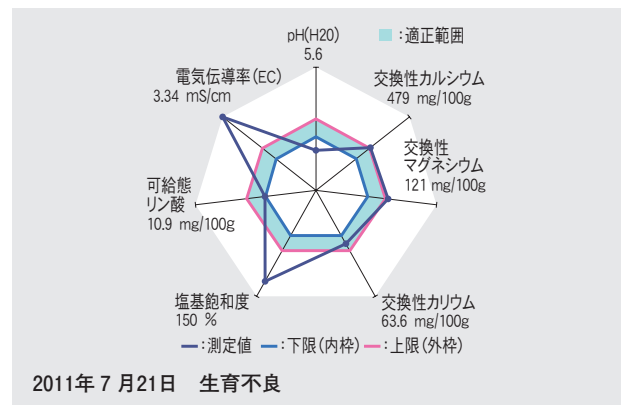 pH(H20)
5.6
:適正範囲
電気伝導率(EC)
3.34 mS/cm
交換性カルシウム
479 mg/100g
交換性
マグネシウム
121 mg/100g
可給態
リン酸
10.9 mg/100g
塩基飽和度
150 %
交換性カリウム
63.6 mg/100g
:測定値 :下限(内枠) :上限(外枠)
2011年7月21日 生育不良